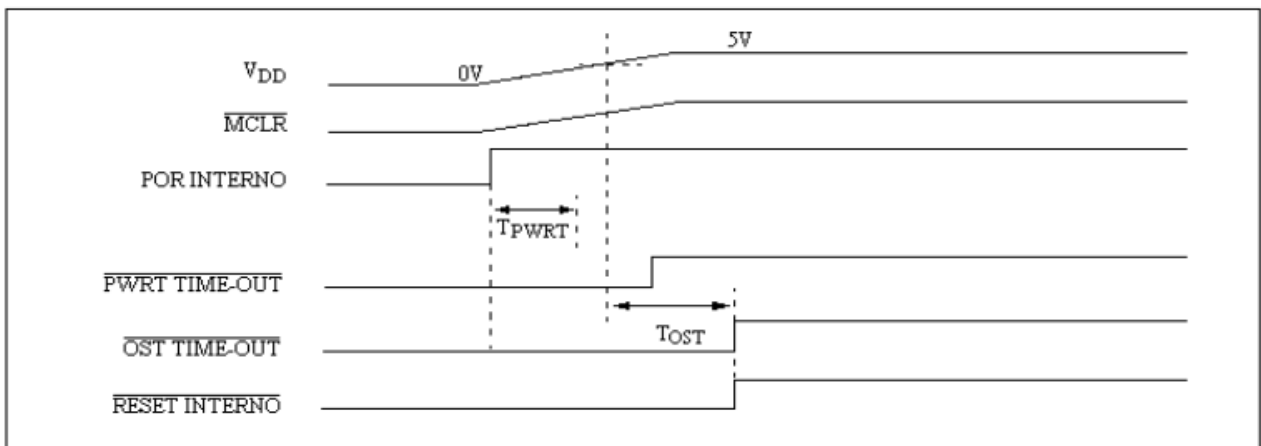 5V
VDD
0V
MCLR
POR INTERNO
TPWRT
PWRT TIME-OUT
TOST
OST TIME-OUT
RESET INTERNO